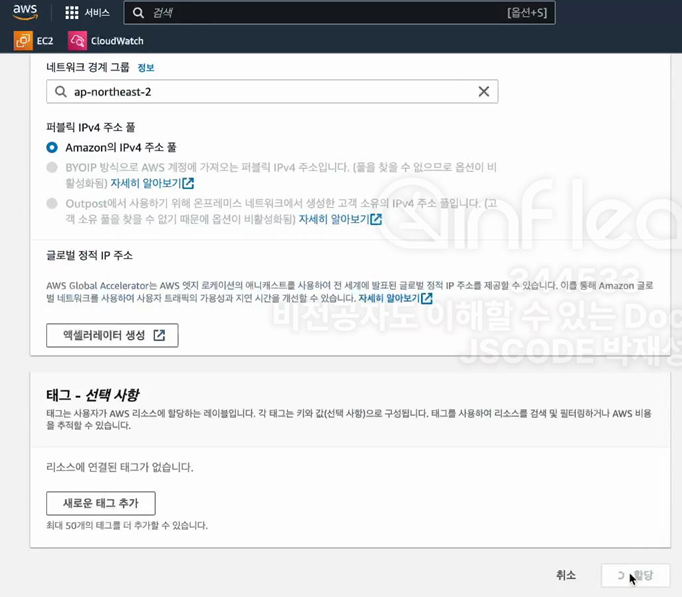 aws
서비스
검색
[옵션+S]
EC2
CloudWatch
네트워크 경계 그룹 정보
ap-northeast-2
퍼블릭 IPv4 주소 풀
Amazon의 IPv4 주소 풀
BYOIP 방식으로 AWS 계정에 가져오는 퍼블릭 IPv4 주소입니다. (풀을 찾을 수 없으므로 옵션이 비
활성화됨) 자세히 알아보기
Outpost에서 사용하기 위해 온프레미스 네트워크에서 생성한 고객 소유의 IPv4 주소 풀입니다. (고
객 소유 풀을 찾을 수 없기 때문에 옵션이 비활성화됨) 자세히 알아보기
inflea
글로벌 정적 IP 주소
344533
AWS Global Accelerator는 AWS 엣지 로케이션의 애니캐스트를 사용하여 전 세계에 발표된 글로벌 정적 IP 주소를 제공할 수 있습니다. 이를 통해 Amazon 글로
벌 네트워크를 사용하여 사용자 트래픽의 가용성과 지연 시간을 개선할 수 있습니다. 자세히 알아보기
비전공자도 이해할 수 있는 Doc
액셀러레이터 생성
JSCODE 박재성
태그 - 선택 사항
태그는 사용자가 AWS 리소스에 할당하는 레이블입니다. 각 태그는 키와 값(선택 사항)으로 구성됩니다. 태그를 사용하여 리소스를 검색 및 필터링하거나 AWS 비용
을 추적할 수 있습니다.
리소스에 연결된 태그가 없습니다.
새로운 태그 추가
최대 50개의 태그를 더 추가할 수 있습니다.
취소
할당